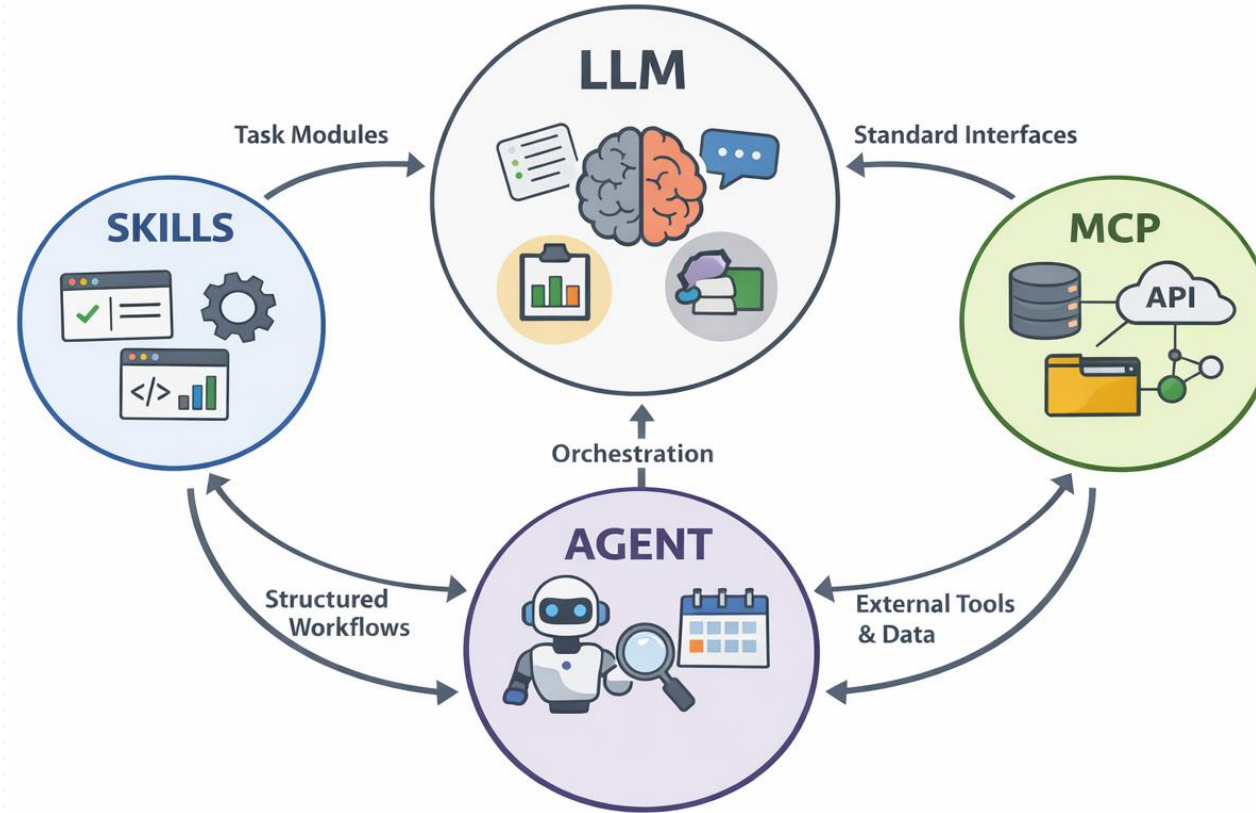 LLM
Task Modules
Standard Interfaces
SKILLS
MCP
API
</>
Orchestration
AGENT
Structured
Workflows
External Tools
& Data